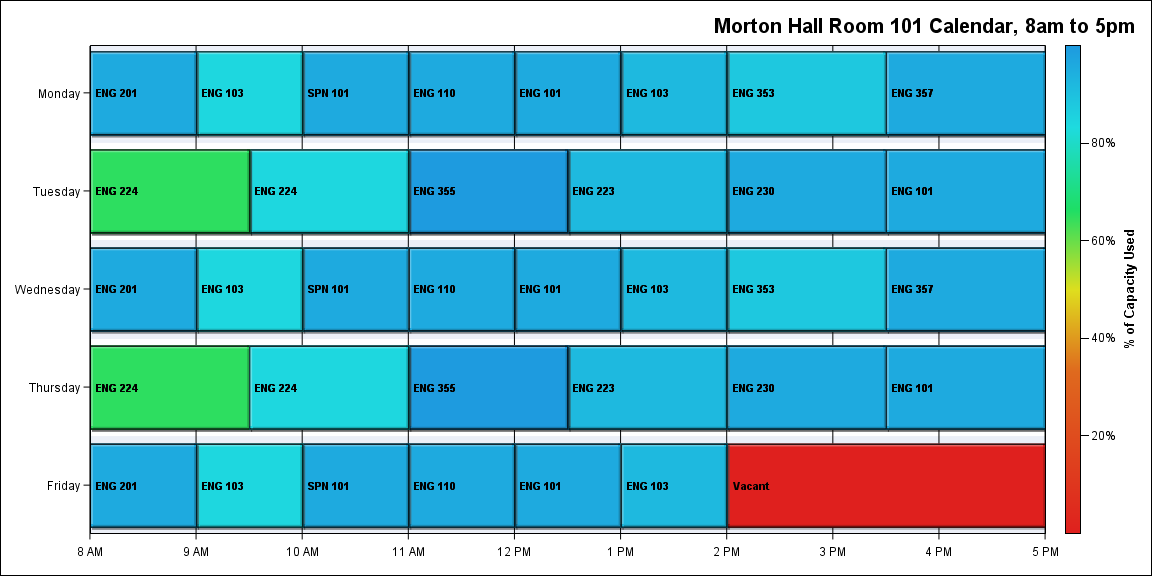 Morton Hall Room 101 Calendar, 8am to 5pm
Monday
ENG 201
ENG 103
SPN 101
ENG 110
ENG 101
ENG 103
ENG 353
ENG 357
Tuesday
ENG 224
ENG 224
ENG 355
ENG 223
ENG 230
ENG 101
Wednesday
ENG 201
ENG 103
SPN 101
ENG 110
ENG 101
ENG 103
ENG 353
ENG 357
Thursday
ENG 224
ENG 224
ENG 355
ENG 223
ENG 230
ENG 101
Friday
ENG 201
ENG 103
SPN 101
ENG 110
ENG 101
ENG 103
Vacant
8 AM
9 AM
10 AM
11 AM
12 PM
1 PM
2 PM
3 PM
4 PM
5 PM
80%
60%
40%
20%
% of Capacity Used